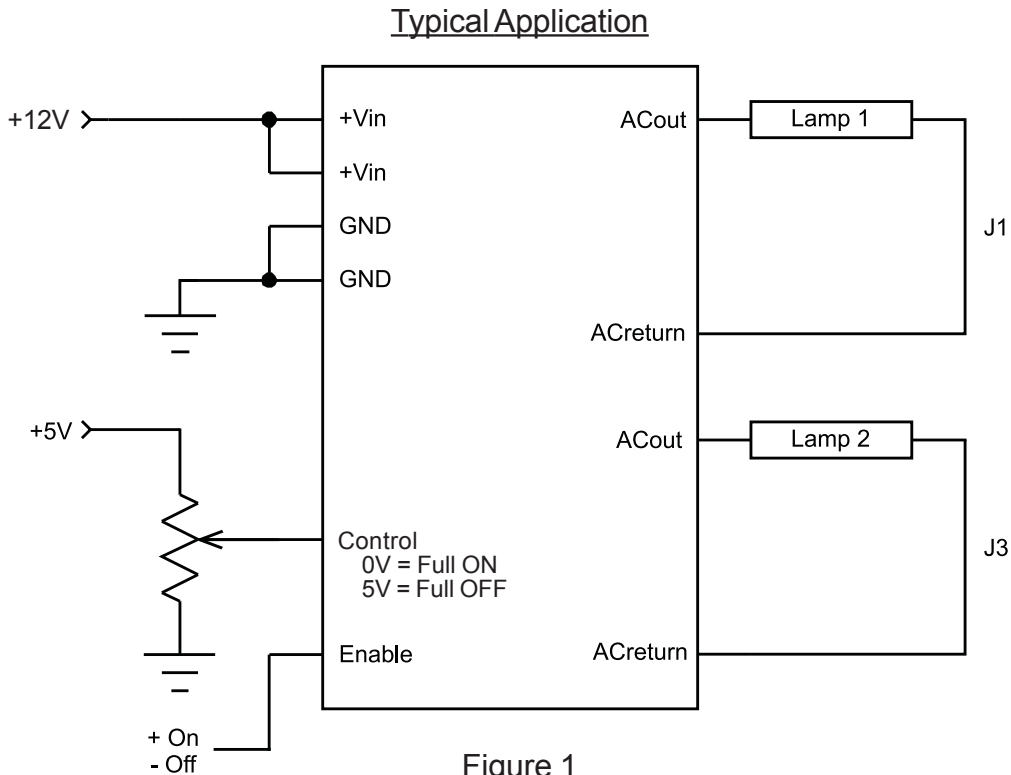 Typical Application
+12V
+Vin
+Vin
GND
GND
ACout
Lamp 1
J1
ACreturn
+5V
Control
0V = Full ON
5V = Full OFF
Enable
+ On
- Off
ACout
Lamp 2
J3
ACreturn
Figure 1